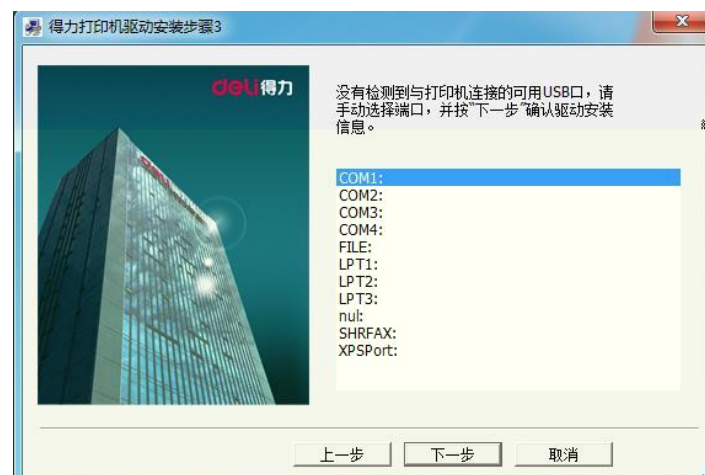 得力打印机驱动安装步骤3
deli得力
没有检测到与打印机连接的可用USB口，请
手动选择端口，并按"下一步"确认驱动安装
信息。
COM1:
COM2:
COM3:
COM4:
FILE:
LPT1:
LPT2:
LPT3:
nul:
SHRFAX:
XPSPort:
上一步
下一步
取消